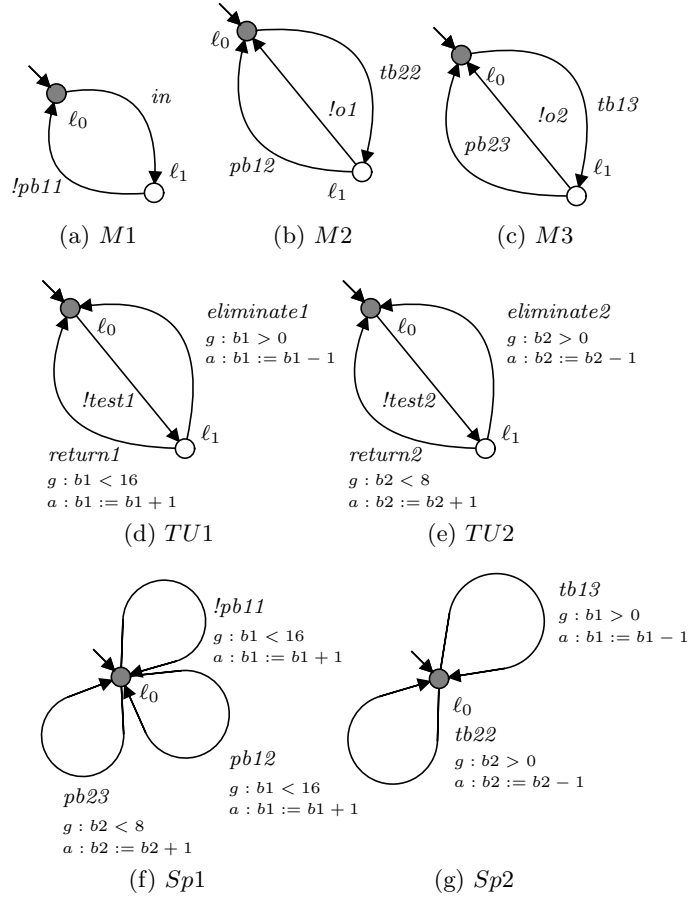 ℓ0
in
ℓ1
!pb11
(a) M1
ℓ0
tb22
!o1
pb12
ℓ1
(b) M2
ℓ0
tb13
!o2
pb23
ℓ1
(c) M3
ℓ0
eliminate1
g : b1 > 0
a : b1 := b1 − 1
!test1
ℓ1
return1
g : b1 < 16
a : b1 := b1 + 1
(d) TU1
ℓ0
eliminate2
g : b2 > 0
a : b2 := b2 − 1
!test2
ℓ1
return2
g : b2 < 8
a : b2 := b2 + 1
(e) TU2
!pb11
g : b1 < 16
a : b1 := b1 + 1
ℓ0
pb12
g : b1 < 16
a : b1 := b1 + 1
pb23
g : b2 < 8
a : b2 := b2 + 1
(f) Sp1
tb13
g : b1 > 0
a : b1 := b1 − 1
ℓ0
tb22
g : b2 > 0
a : b2 := b2 − 1
(g) Sp2